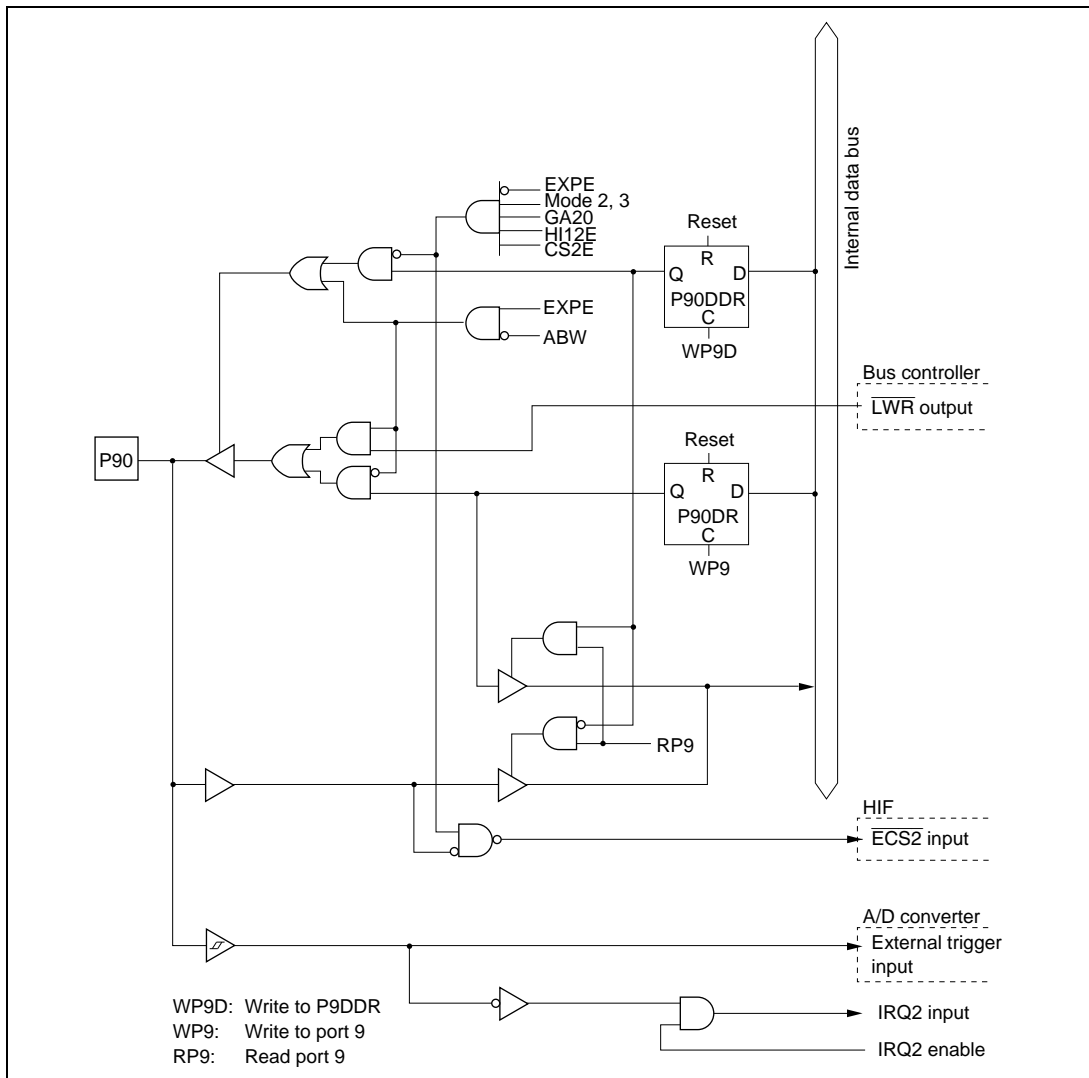 Internal data bus
EXPE
Mode 2, 3
GA20
HI12E
CS2E
Reset
R
Q
D
P90DDR
C
WP9D
EXPE
ABW
Bus controller
LWR output
P90
Reset
R
Q
D
P90DR
C
WP9
RP9
HIF
ECS2 input
A/D converter
External trigger
input
IRQ2 input
IRQ2 enable
WP9D: Write to P9DDR
WP9: Write to port 9
RP9: Read port 9